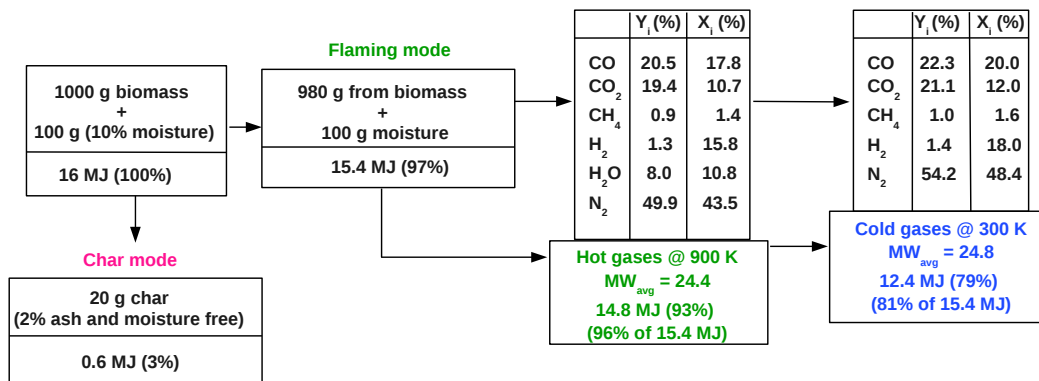 Flaming mode
1000 g biomass
+
100 g (10% moisture)
16 MJ (100%)
980 g from biomass
+
100 g moisture
15.4 MJ (97%)
Char mode
20 g char
(2% ash and moisture free)
0.6 MJ (3%)
Y_i (%) X_i (%)
CO 20.5 17.8
CO_2 19.4 10.7
CH_4 0.9 1.4
H_2 1.3 15.8
H_2O 8.0 10.8
N_2 49.9 43.5
Hot gases @ 900 K
MW_avg = 24.4
14.8 MJ (93%)
(96% of 15.4 MJ)
Y_i (%) X_i (%)
CO 22.3 20.0
CO_2 21.1 12.0
CH_4 1.0 1.6
H_2 1.4 18.0
N_2 54.2 48.4
Cold gases @ 300 K
MW_avg = 24.8
12.4 MJ (79%)
(81% of 15.4 MJ)